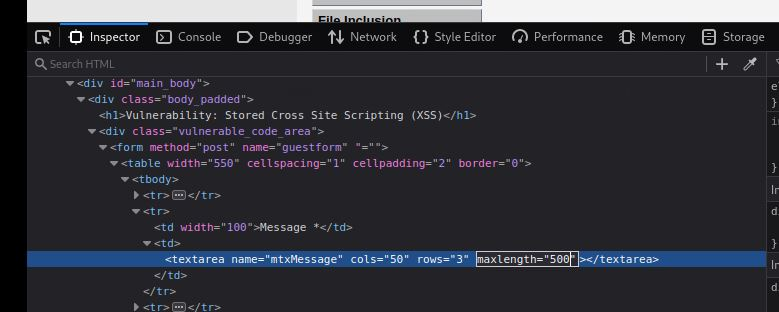 File Inclusion
Inspector Console Debugger Network Style Editor Performance Memory Storage
Search HTML
<div id="main_body">
<div class="body_padded">
<h1>Vulnerability: Stored Cross Site Scripting (XSS)</h1>
<div class="vulnerable_code_area">
<form method="post" name="guestform" "="">
<table width="550" cellspacing="1" cellpadding="2" border="0">
<tbody>
<tr>...</tr>
<tr>
<td width="100">Message *</td>
<td>
<textarea name="mtxMessage" cols="50" rows="3" maxlength="500"></textarea>
</td>
</tr>
<tr>...</tr>